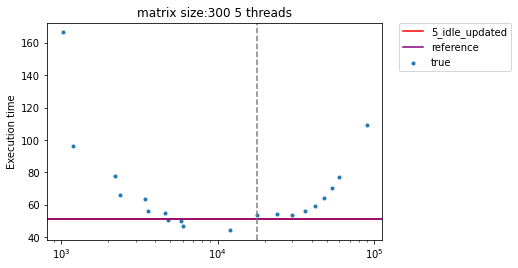 matrix size:300 5 threads
5_idle_updated
reference
true
Execution time
160
140
120
100
80
60
40
10³
10⁴
10⁵